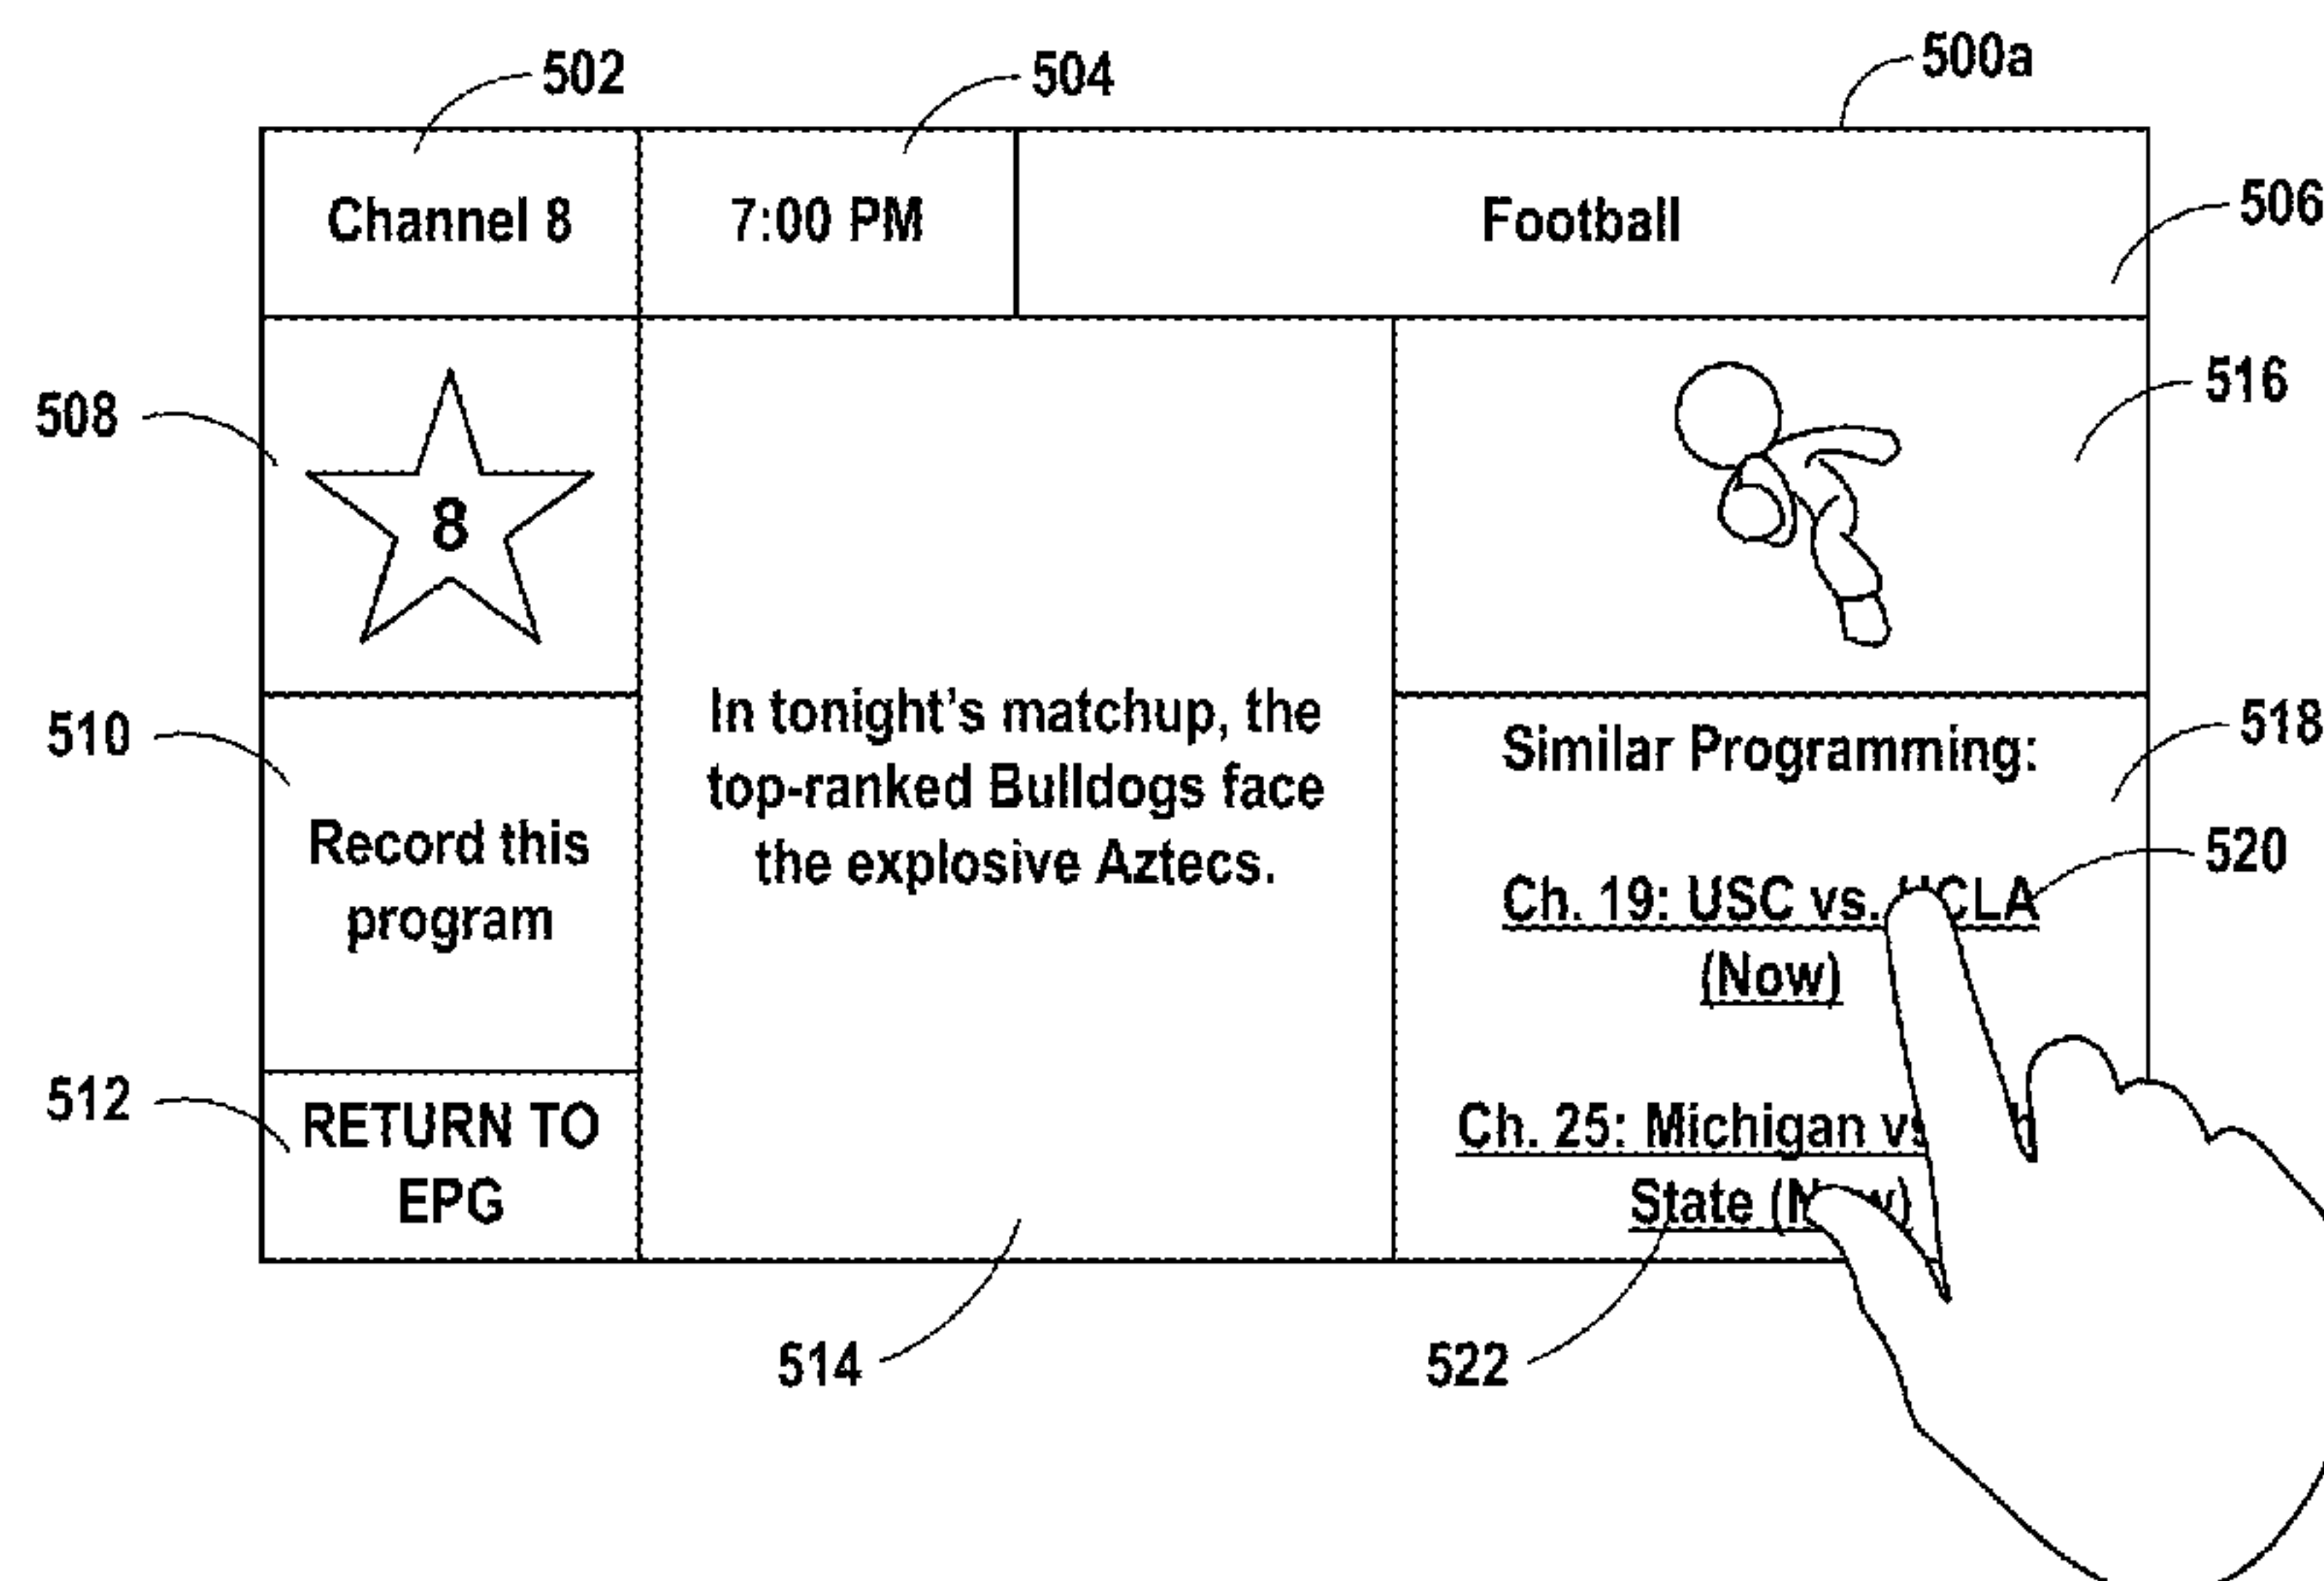 502
504
500a
Channel 8
7:00 PM
Football
506
508
8
516
510
Record this
program
In tonight's matchup, the
top-ranked Bulldogs face
the explosive Aztecs.
518
Similar Programming:
520
Ch. 19: USC vs. UCLA
(Now)
512
RETURN TO
EPG
Ch. 25: Michigan
State (Now)
514
522